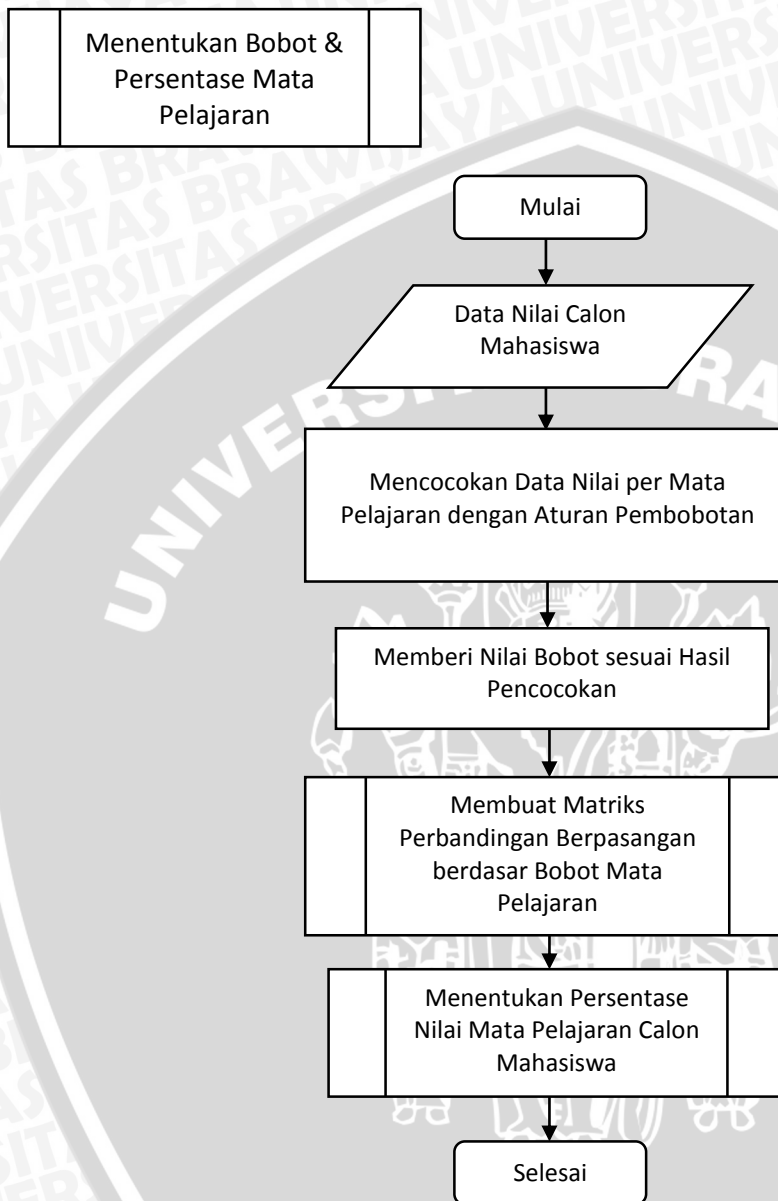 Menentukan Bobot &
Persentase Mata
Pelajaran
Mulai
Data Nilai Calon
Mahasiswa
Mencocokan Data Nilai per Mata
Pelajaran dengan Aturan Pembobotan
Memberi Nilai Bobot sesuai Hasil
Pencocokan
Membuat Matriks
Perbandingan Berpasangan
berdasar Bobot Mata
Pelajaran
Menentukan Persentase
Nilai Mata Pelajaran Calon
Mahasiswa
Selesai